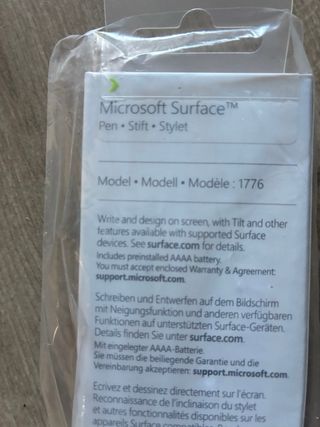 Microsoft Surface™
Pen • Stift • Stylet
Model • Modell • Modèle : 1776
Write and design on screen, with Tilt and other
features available with supported Surface
devices. See surface.com for details.
Includes preinstalled AAAA battery.
You must accept enclosed Warranty & Agreement:
support.microsoft.com.
Schreiben und Entwerfen auf dem Bildschirm
mit Neigungsfunktion und anderen verfügbaren
Funktionen auf unterstützten Surface-Geräten.
Details finden Sie unter surface.com.
Mit eingelegter AAAA-Batterie.
Sie müssen die beiliegende Garantie und die
Vereinbarung akzeptieren: support.microsoft.com.
Ecrivez et dessinez directement sur l'écran.
Reconnaissance de l'inclinaison du stylet
et autres fonctionnalités disponibles sur les
appareils Surface